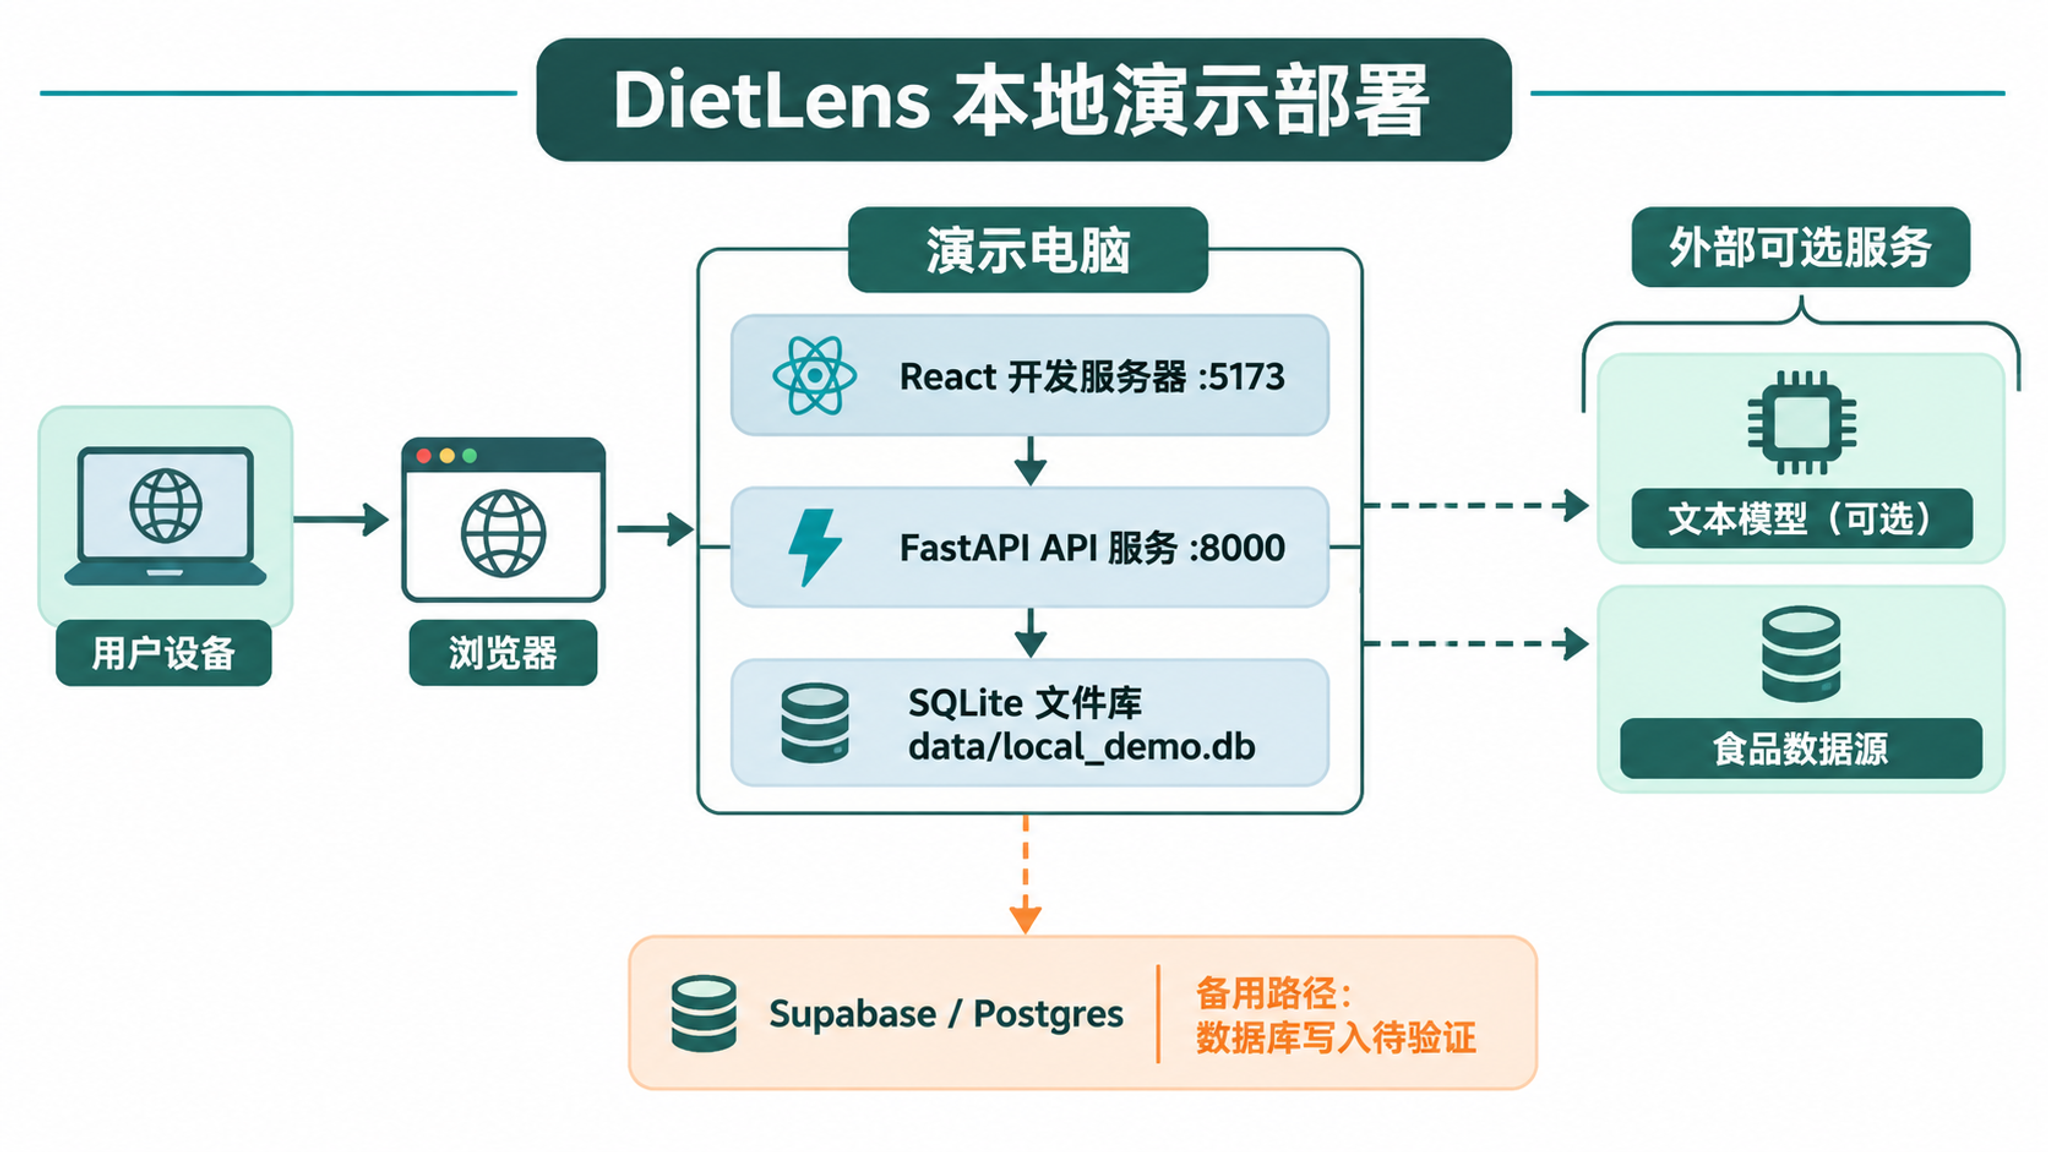 DietLens 本地演示部署
演示电脑
外部可选服务
React 开发服务器 :5173
FastAPI API 服务 :8000
SQLite 文件库
data/local_demo.db
用户设备
浏览器
文本模型（可选）
食品数据源
Supabase / Postgres
备用路径：
数据库写入待验证